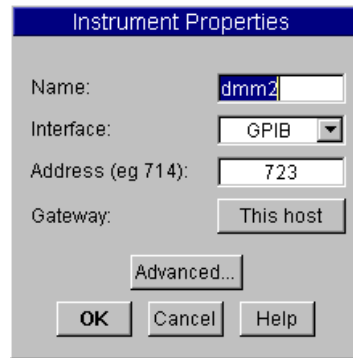 Instrument Properties
Name: dmm2
Interface: GPIB
Address (eg 714): 723
Gateway: This host
Advanced...
OK Cancel Help